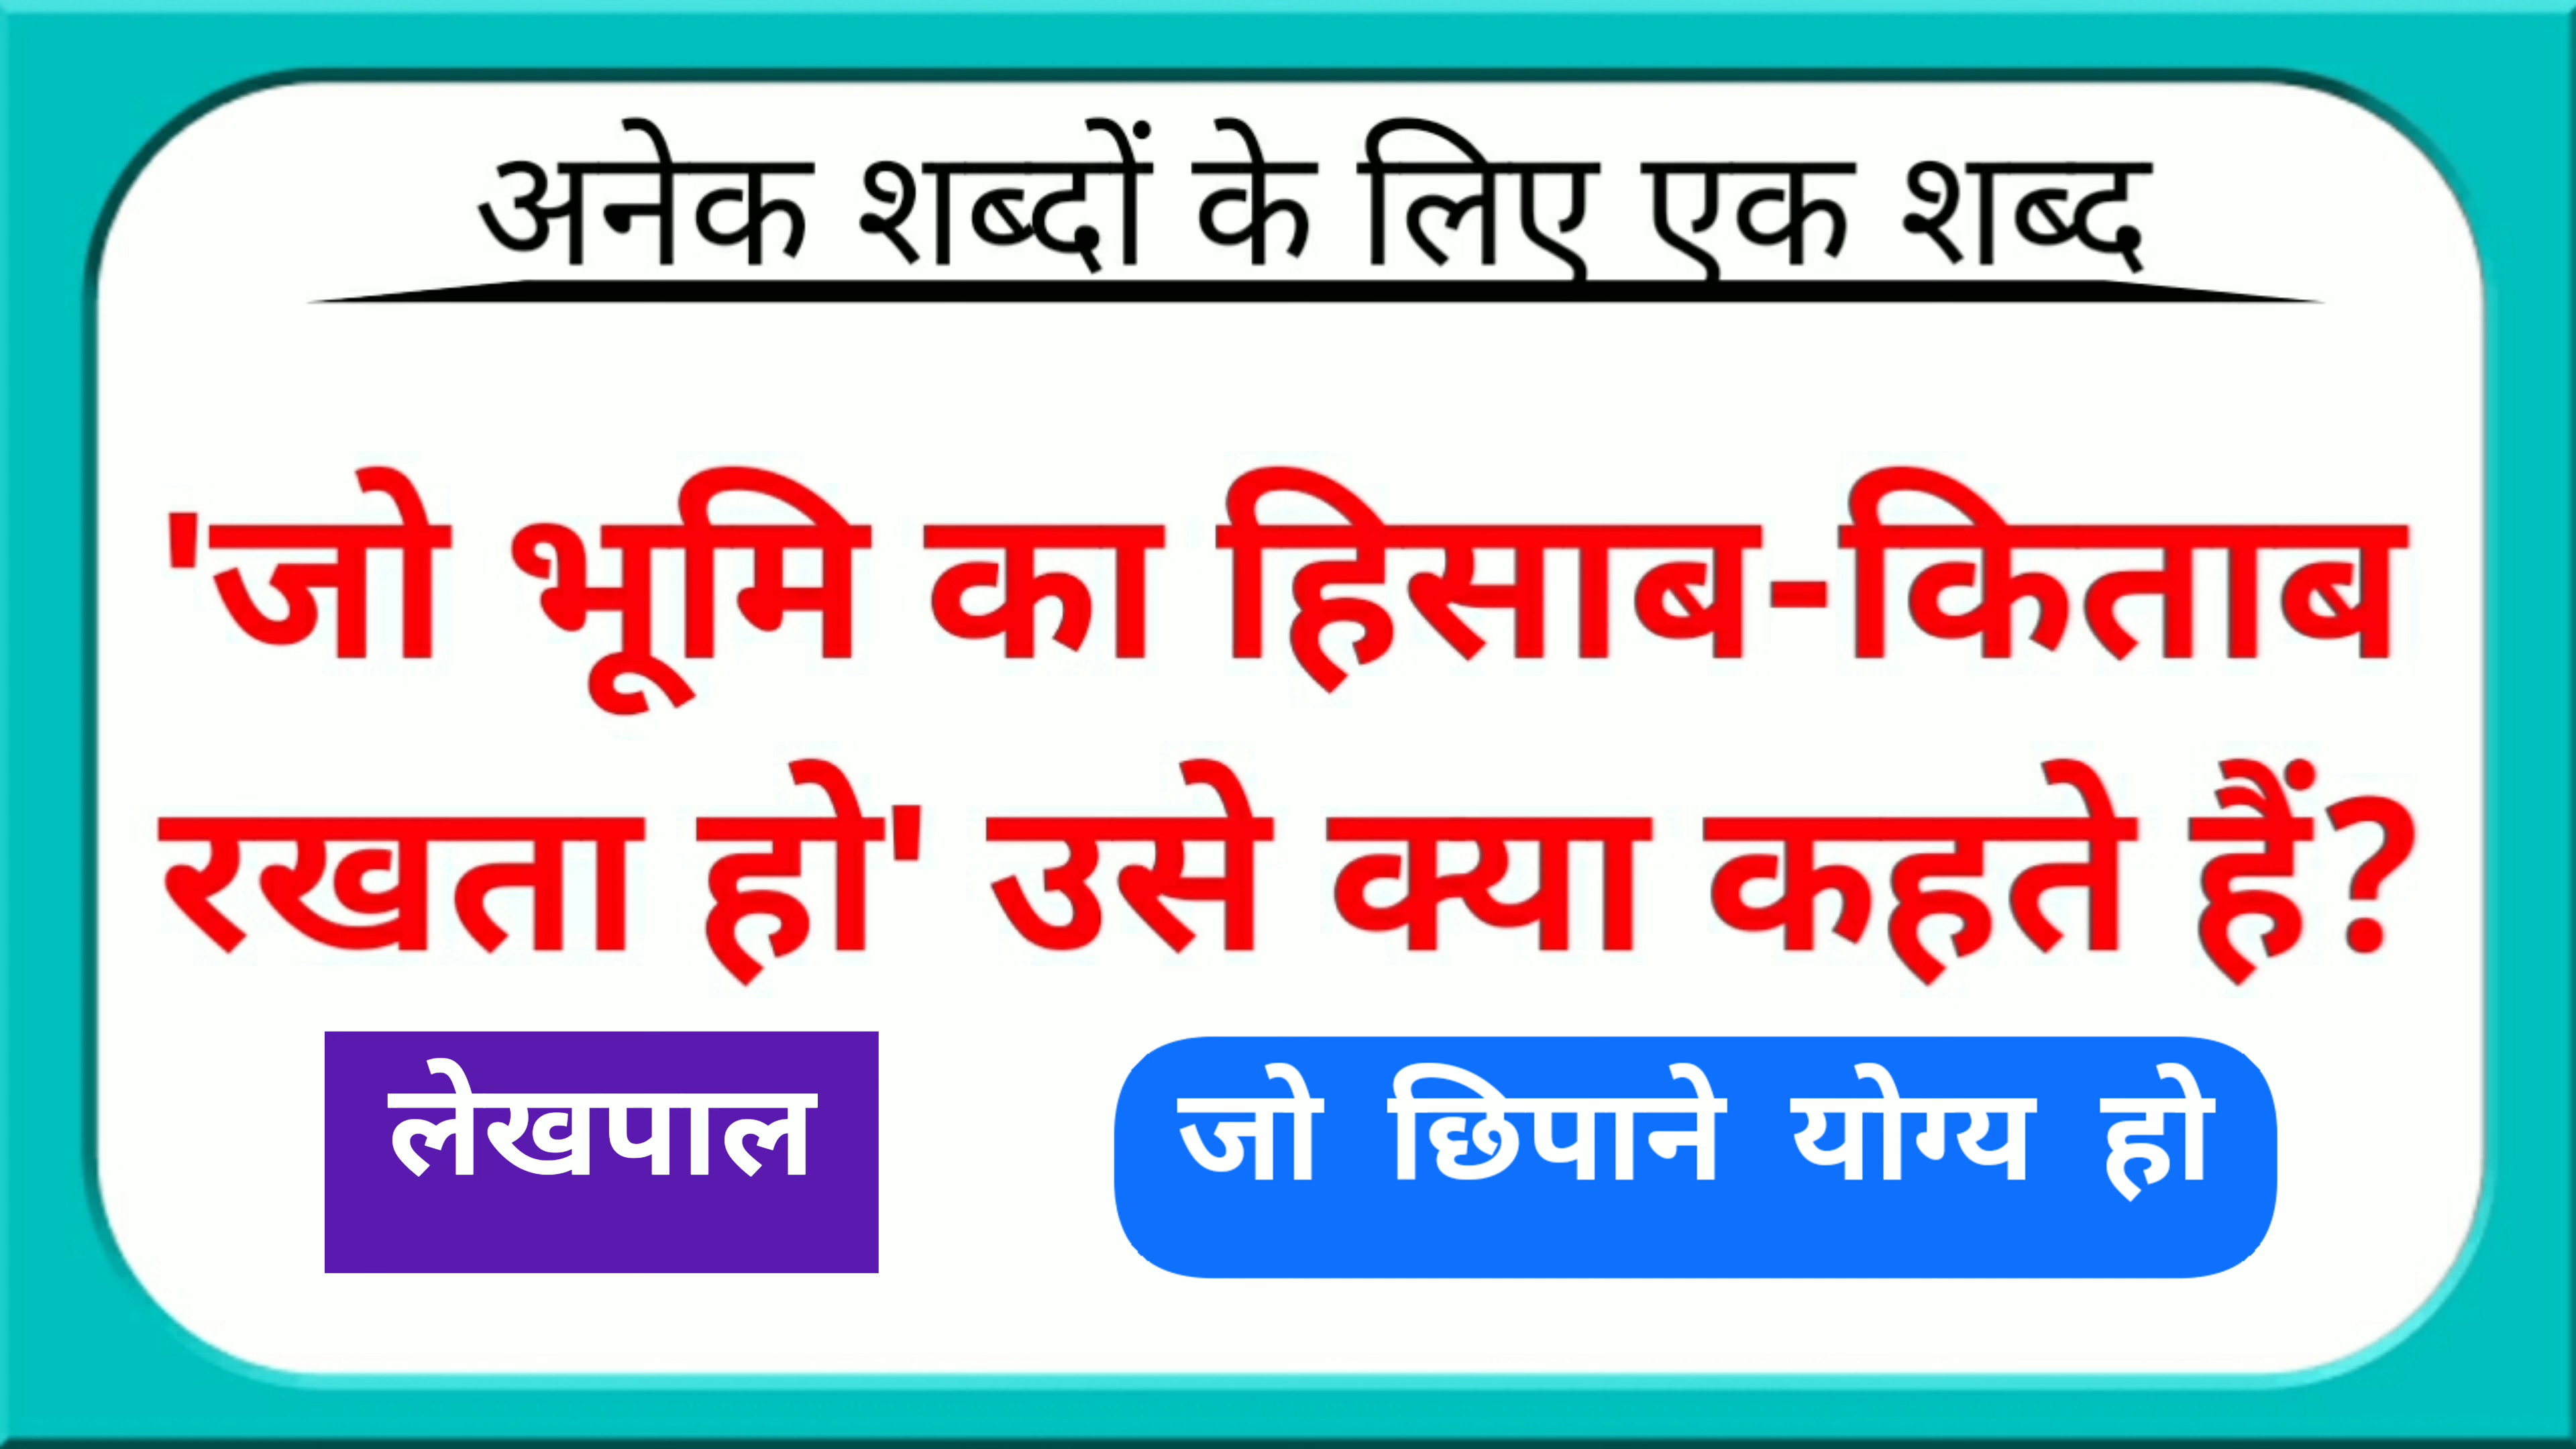 अनेक शब्दों के लिए एक शब्द
'जो भूमि का हिसाब-किताब
रखता हो' उसे क्या कहते हैं?
लेखपाल
जो छिपाने योग्य हो